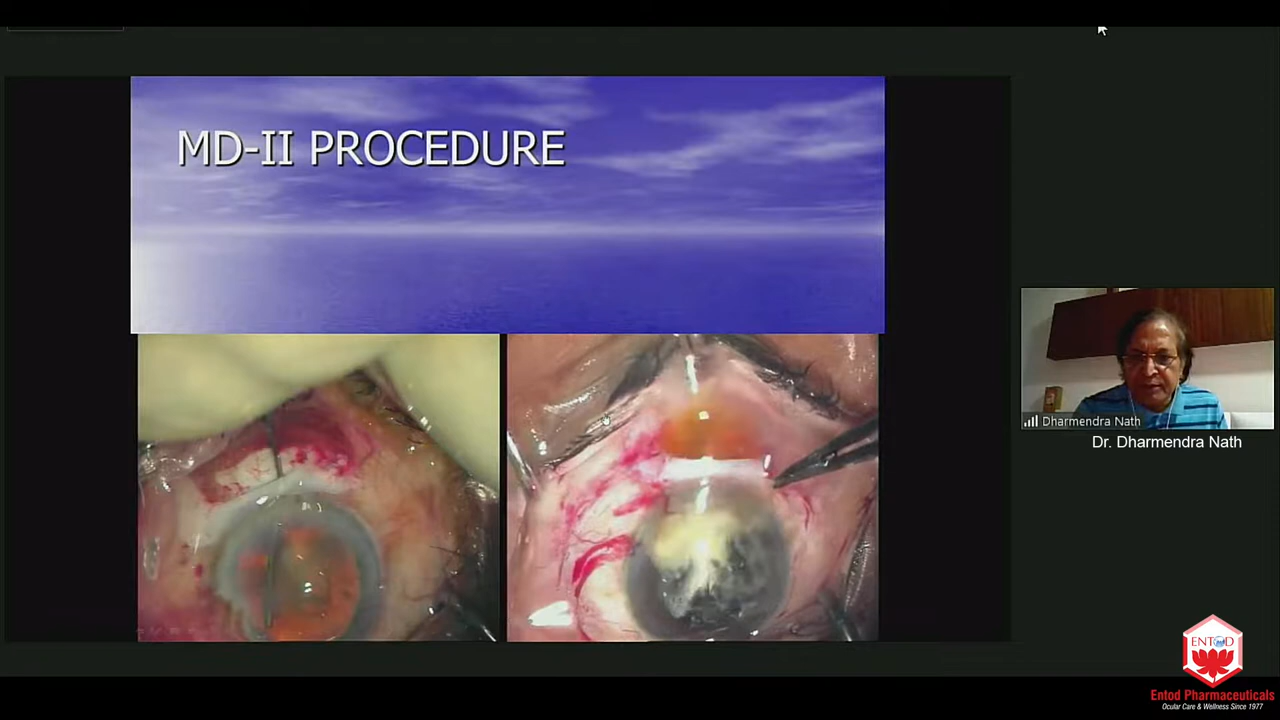 MD-II PROCEDURE
Dharmendra Nath
Dr. Dharmendra Nath
ENTOD
Entod Pharmaceuticals
Ocular Care & Wellness Since 1977